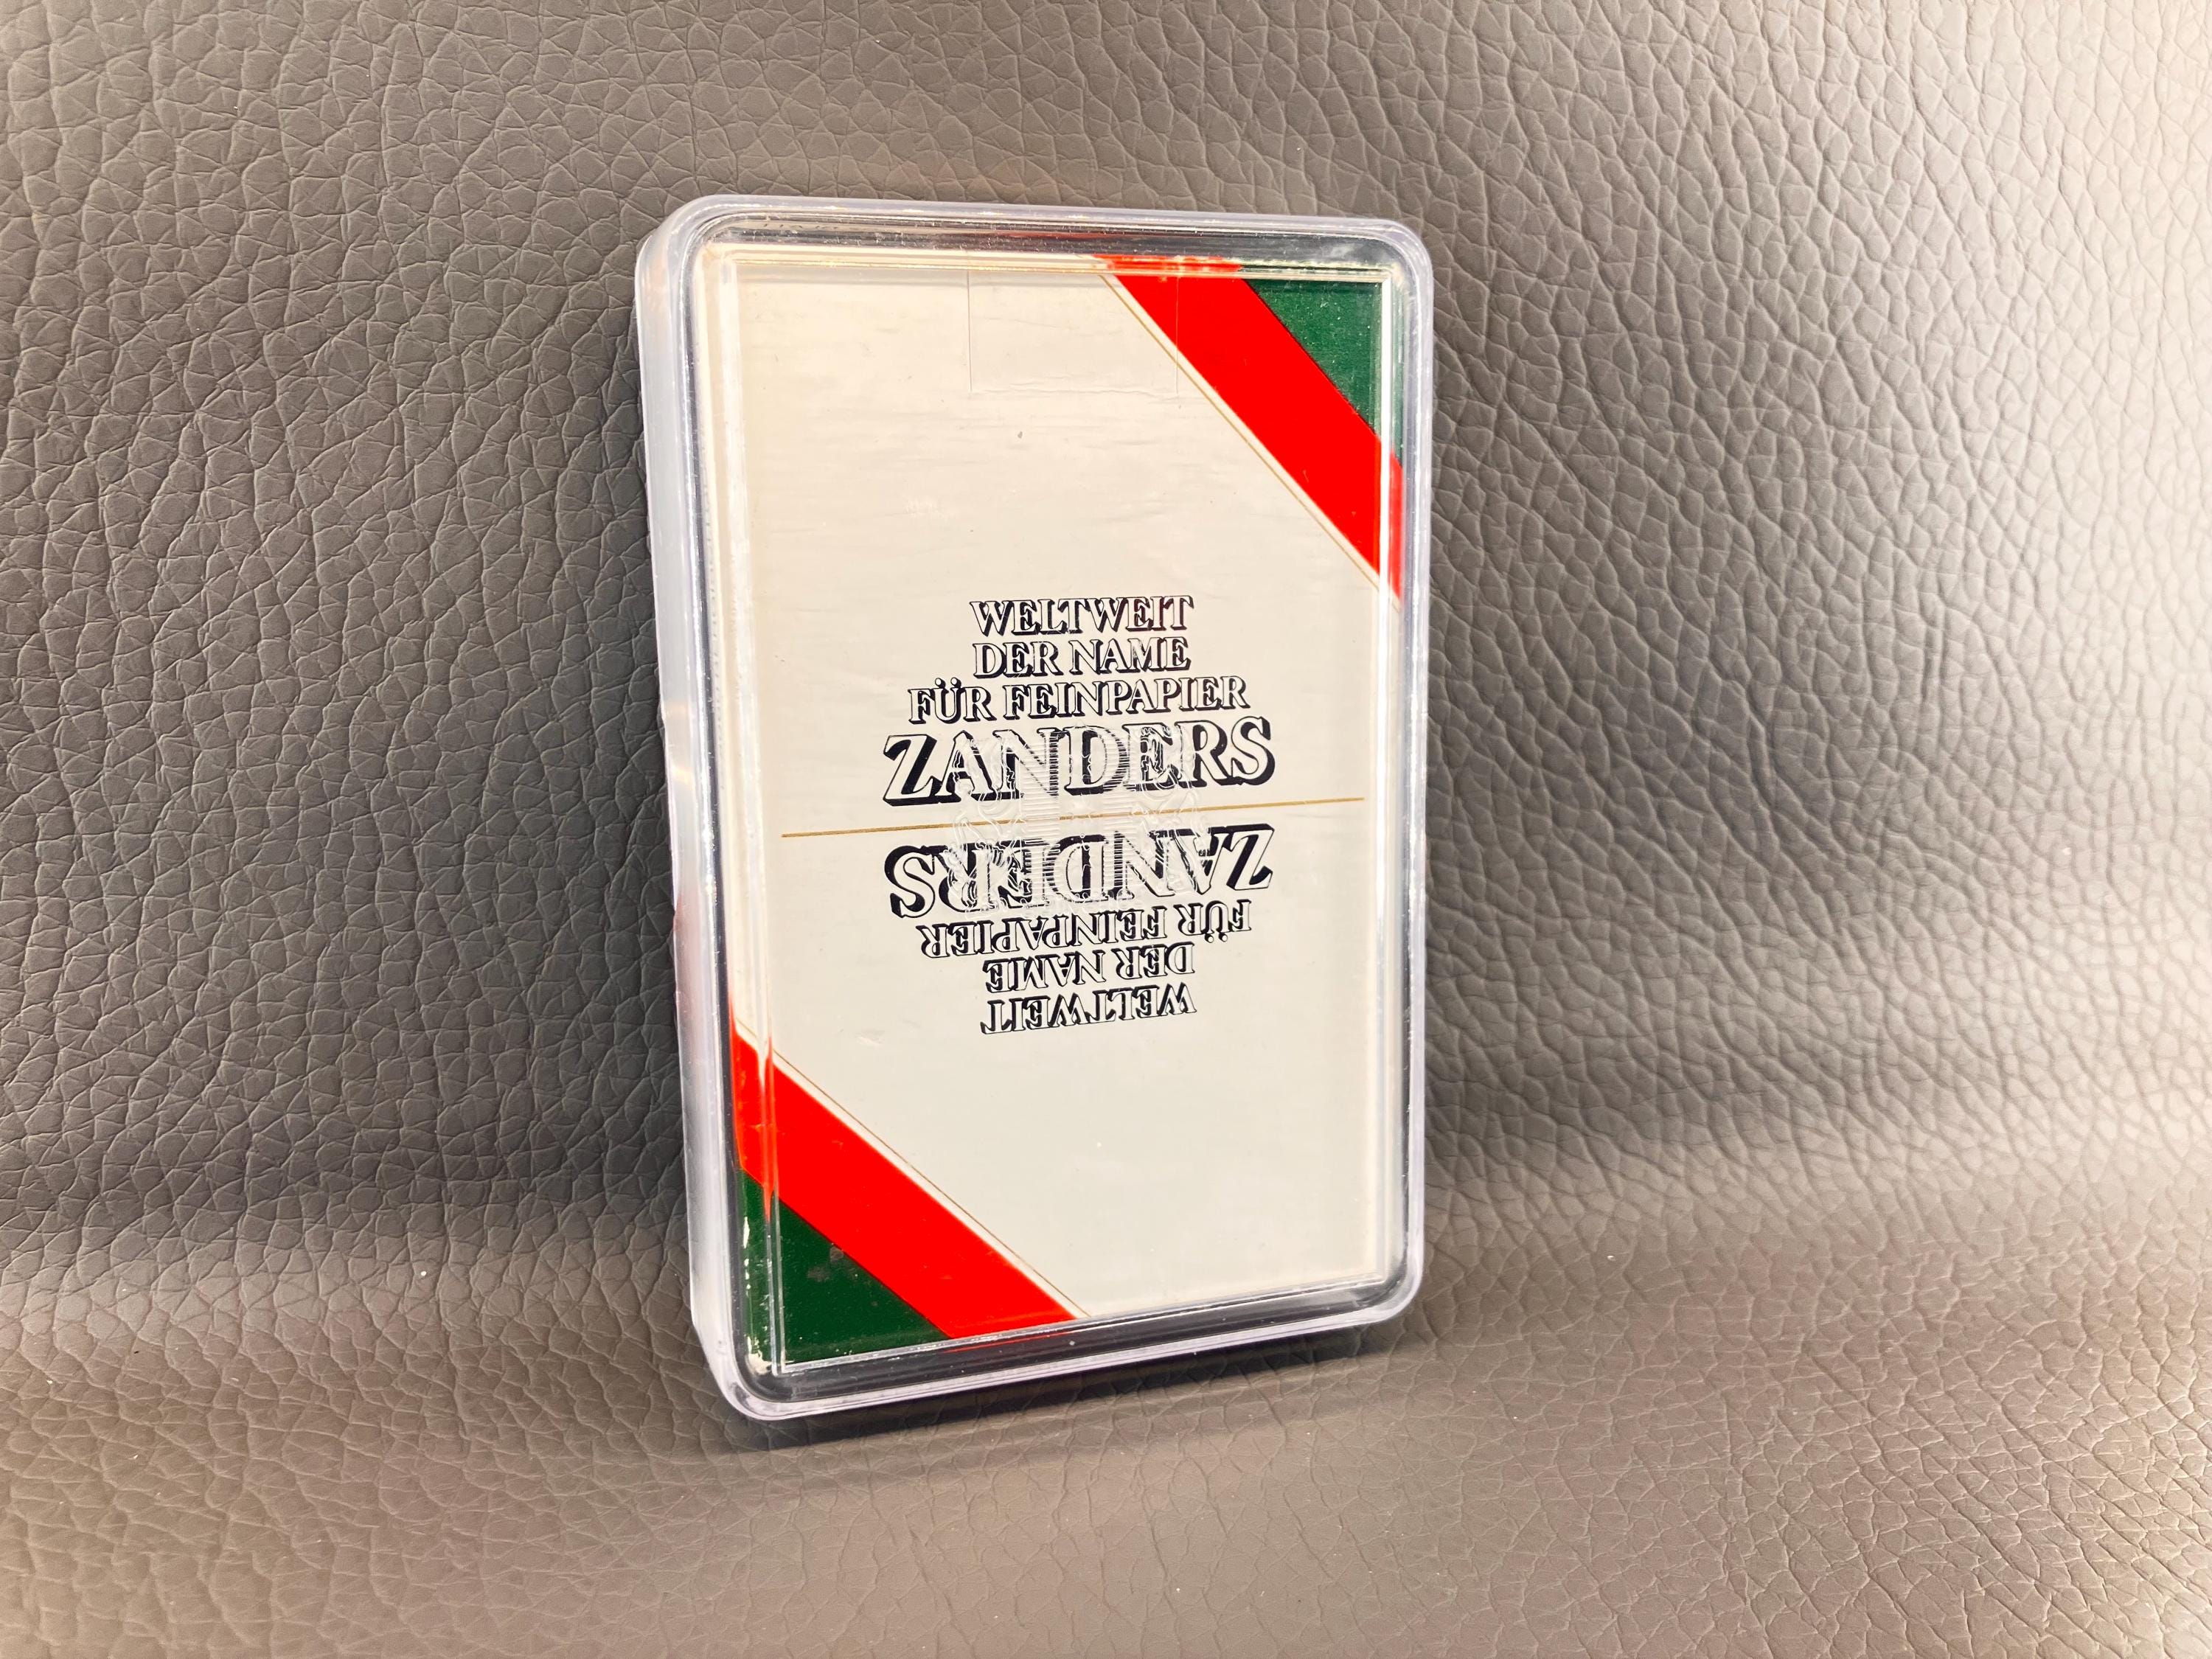 WELTWEIT
DER NAME
FÜR FEINPAPIER
ZANDERS
ZANDERS
FÜR FEINPAPIER
DER NAME
WELTWEIT